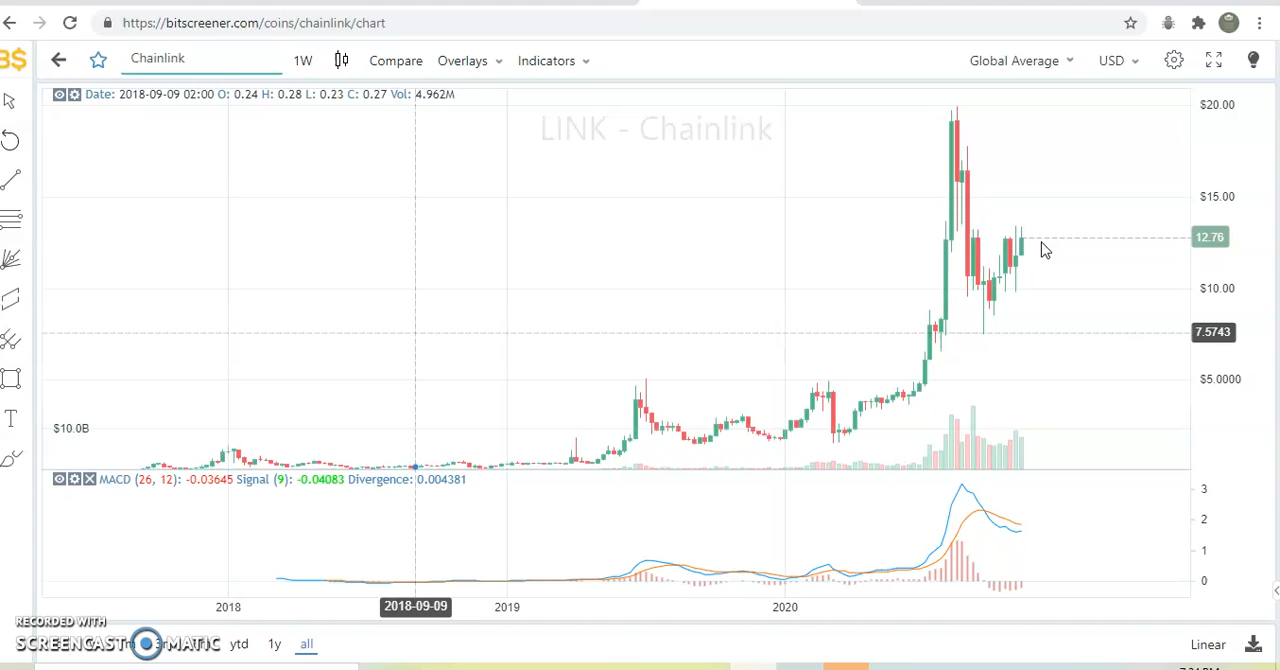 https://bitscreener.com/coins/chainlink/chart
B$
Chainlink
1W
Compare
Overlays
Indicators
Global Average
USD
Date: 2018-09-09 02:00 O: 0.24 H: 0.28 L: 0.23 C: 0.27 Vol: 4.962M
LINK - Chainlink
$20.00
$15.00
12.76
$10.00
7.5743
$5.0000
$10.0B
T
MACD (26, 12): -0.03645 Signal (9): -0.04083 Divergence: 0.004381
3
2
1
0
2018
2018-09-09
2019
2020
RECORDED WITH
SCREENCAST-O-MATIC
ytd
1y
all
Linear